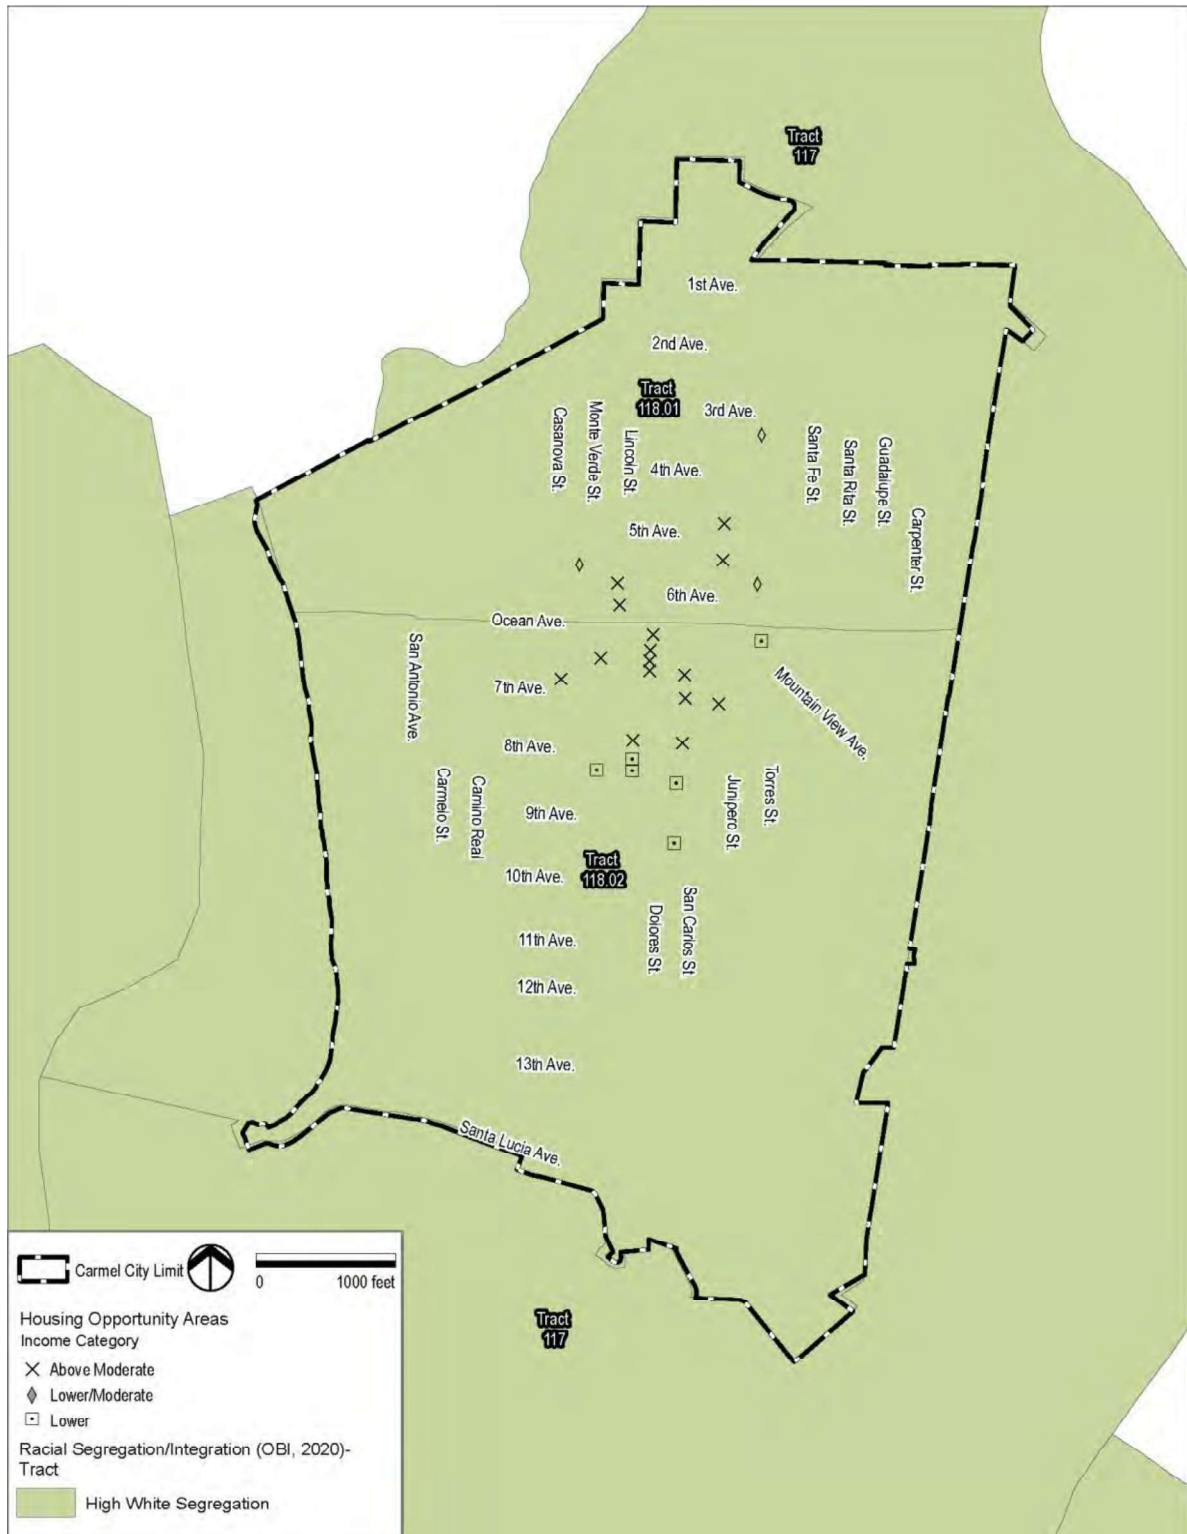 Tract
117
1st Ave.
2nd Ave.
Tract
118.01
3rd Ave.
Casanova St.
Monte Verde St.
Lincoln St.
4th Ave.
Santa Fe St.
Santa Rita St.
Guadalupe St.
Carpenter St.
5th Ave.
6th Ave.
Ocean Ave.
San Antonio Ave.
7th Ave.
Mountain View Ave.
8th Ave.
Carmelo St.
Camino Real
9th Ave.
Junipero St.
Torres St.
Tract
118.02
10th Ave.
Dolores St.
San Carlos St.
11th Ave.
12th Ave.
13th Ave.
Santa Lucia Ave.
Tract
117
Carmel City Limit
0 1000 feet
Housing Opportunity Areas
Income Category
Above Moderate
Lower/Moderate
Lower
Racial Segregation/Integration (OBI, 2020)-
Tract
High White Segregation